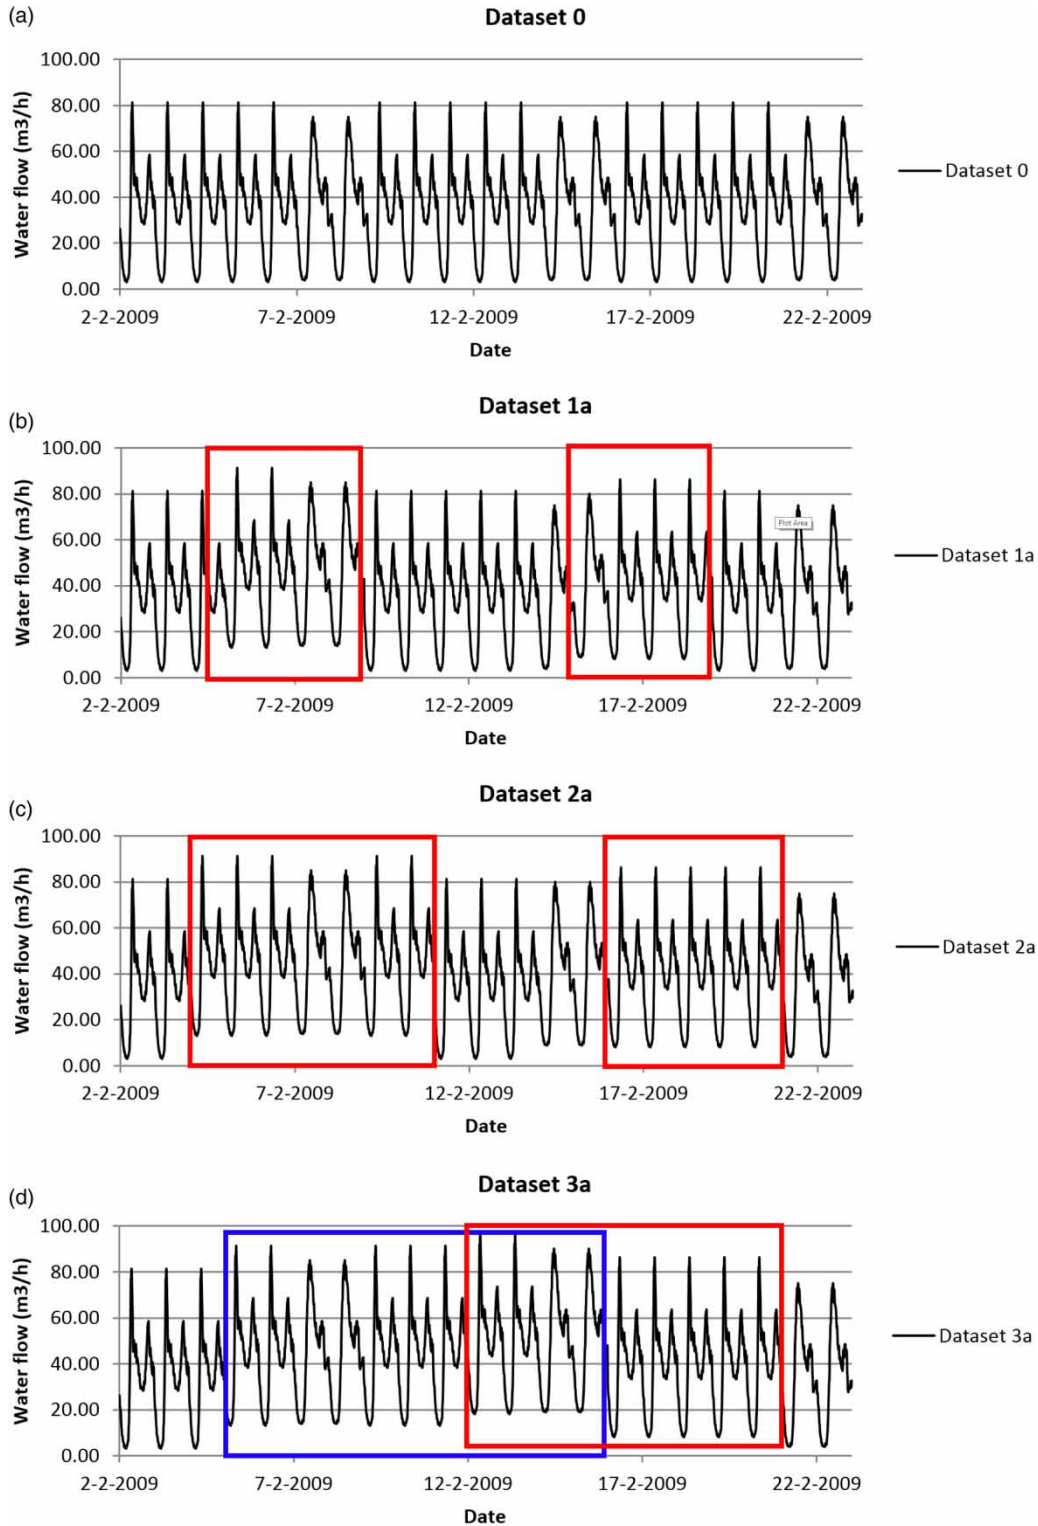 (a)
Dataset 0
100.00
80.00
60.00
40.00
20.00
0.00
Water flow (m3/h)
2-2-2009 7-2-2009 12-2-2009 17-2-2009 22-2-2009
Date
Dataset 0
(b)
Dataset 1a
100.00
80.00
60.00
40.00
20.00
0.00
Water flow (m3/h)
Plot Area
2-2-2009 7-2-2009 12-2-2009 17-2-2009 22-2-2009
Date
Dataset 1a
(c)
Dataset 2a
100.00
80.00
60.00
40.00
20.00
0.00
Water flow (m3/h)
2-2-2009 7-2-2009 12-2-2009 17-2-2009 22-2-2009
Date
Dataset 2a
(d)
Dataset 3a
100.00
80.00
60.00
40.00
20.00
0.00
Water flow (m3/h)
2-2-2009 7-2-2009 12-2-2009 17-2-2009 22-2-2009
Date
Dataset 3a